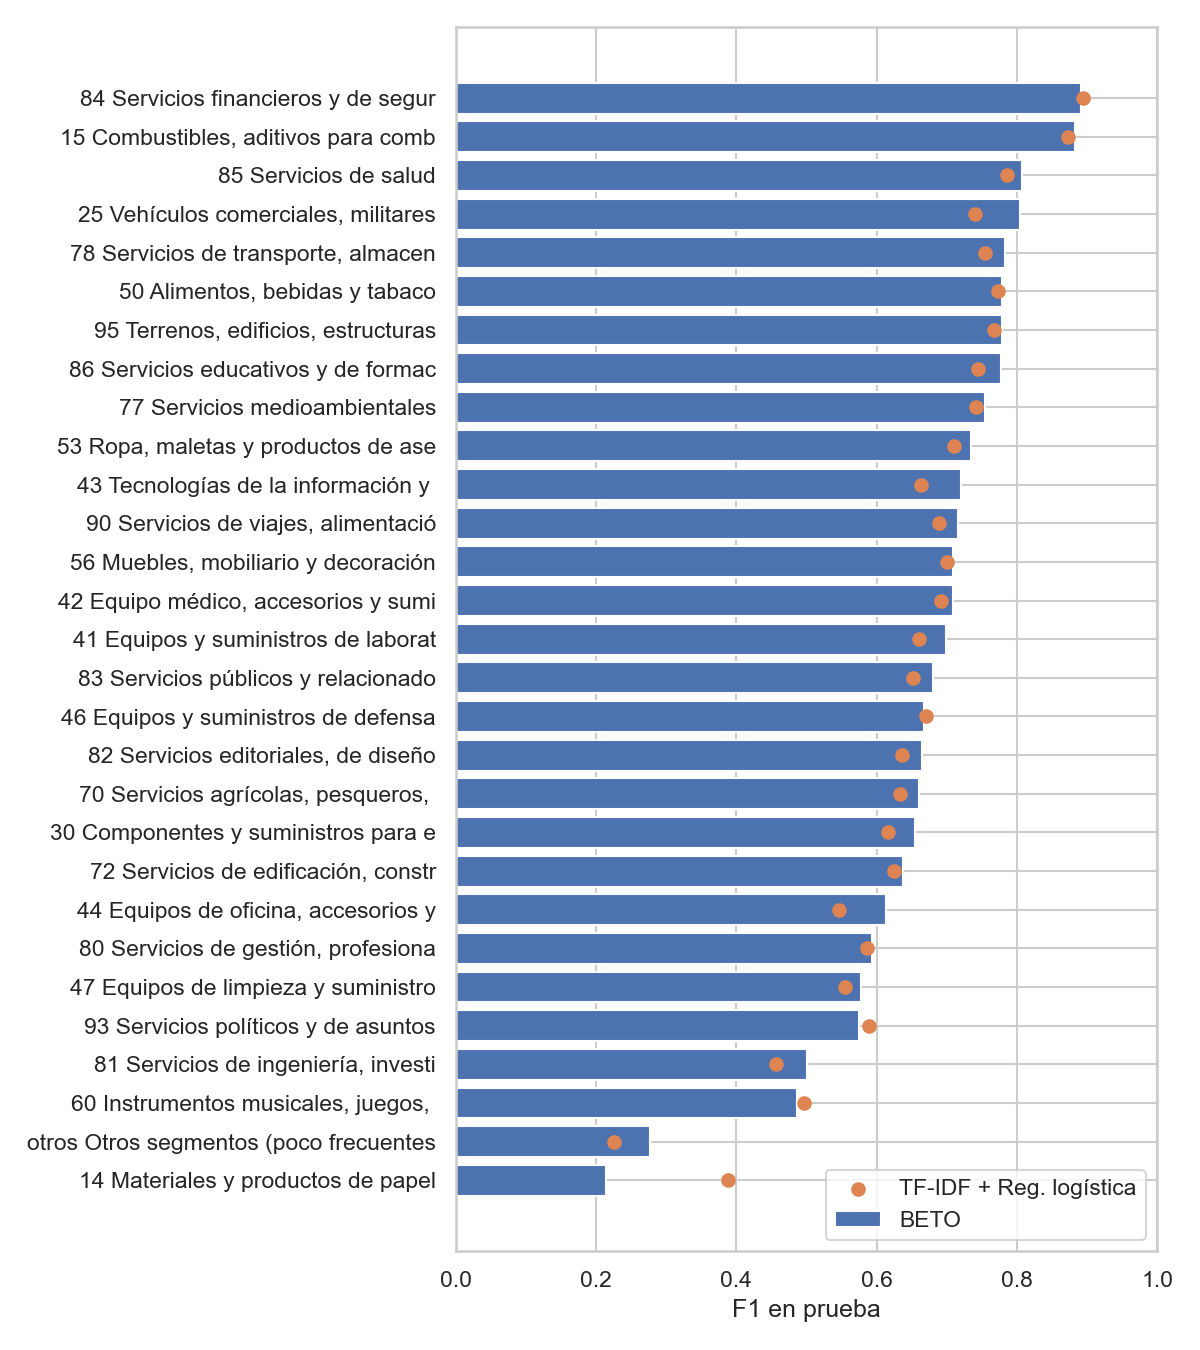 84 Servicios financieros y de segur
15 Combustibles, aditivos para comb
85 Servicios de salud
25 Vehículos comerciales, militares
78 Servicios de transporte, almacen
50 Alimentos, bebidas y tabaco
95 Terrenos, edificios, estructuras
86 Servicios educativos y de formac
77 Servicios medioambientales
53 Ropa, maletas y productos de ase
43 Tecnologías de la información y
90 Servicios de viajes, alimentació
56 Muebles, mobiliario y decoración
42 Equipo médico, accesorios y sumi
41 Equipos y suministros de laborat
83 Servicios públicos y relacionado
46 Equipos y suministros de defensa
82 Servicios editoriales, de diseño
70 Servicios agrícolas, pesqueros,
30 Componentes y suministros para e
72 Servicios de edificación, constr
44 Equipos de oficina, accesorios y
80 Servicios de gestión, profesiona
47 Equipos de limpieza y suministro
93 Servicios políticos y de asuntos
81 Servicios de ingeniería, investi
60 Instrumentos musicales, juegos,
otros Otros segmentos (poco frecuentes
14 Materiales y productos de papel
TF-IDF + Reg. logística
BETO
0.0 0.2 0.4 0.6 0.8 1.0
F1 en prueba